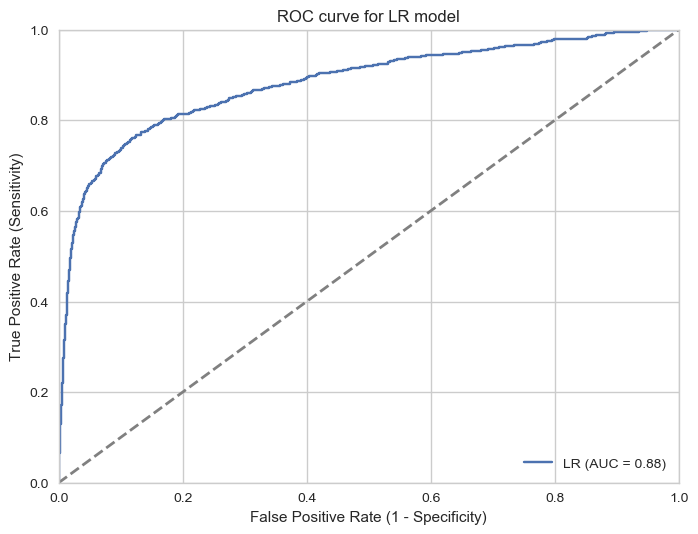 ROC curve for LR model
True Positive Rate (Sensitivity)
1.0
0.8
0.6
0.4
0.2
0.0
LR (AUC = 0.88)
0.0 0.2 0.4 0.6 0.8 1.0
False Positive Rate (1 - Specificity)